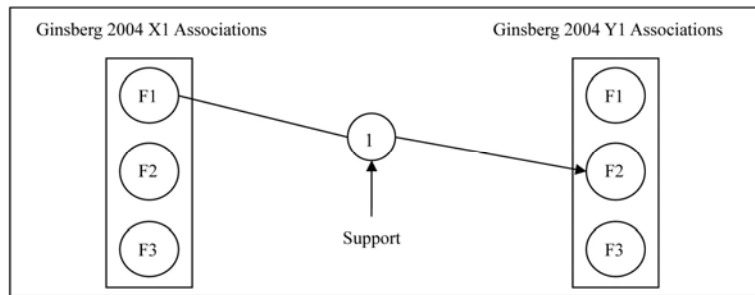 Ginsberg 2004 X1 Associations
Ginsberg 2004 Y1 Associations
F1
F1
1
F2
F2
Support
F3
F3